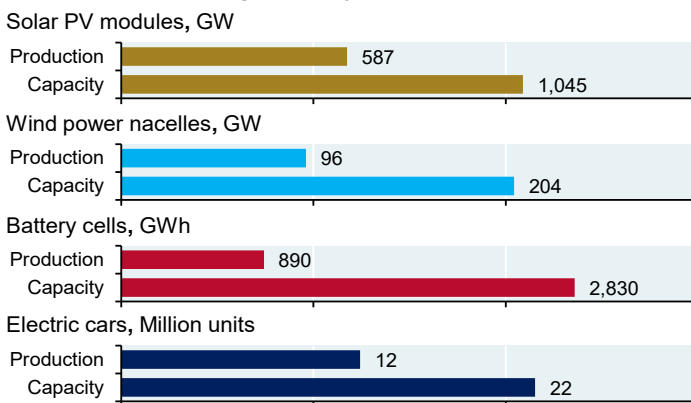 Solar PV modules, GW
Production 587
Capacity 1,045
Wind power nacelles, GW
Production 96
Capacity 204
Battery cells, GWh
Production 890
Capacity 2,830
Electric cars, Million units
Production 12
Capacity 22